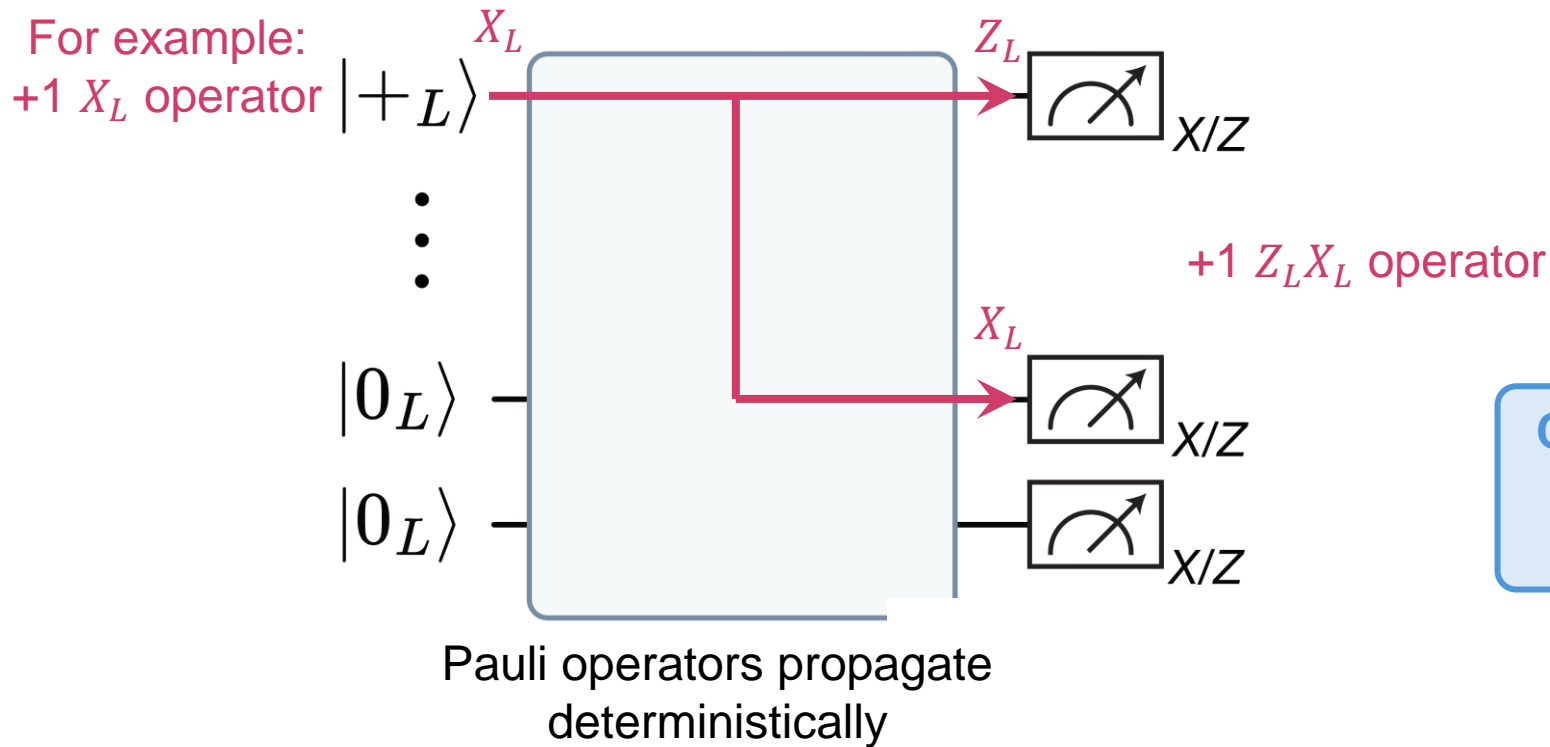 For example:
+1 X_L operator
|+_L⟩
X_L
Z_L
X/Z
⋮
+1 Z_L X_L operator
X_L
|0_L⟩
X/Z
|0_L⟩
X/Z
Pauli operators propagate
deterministically